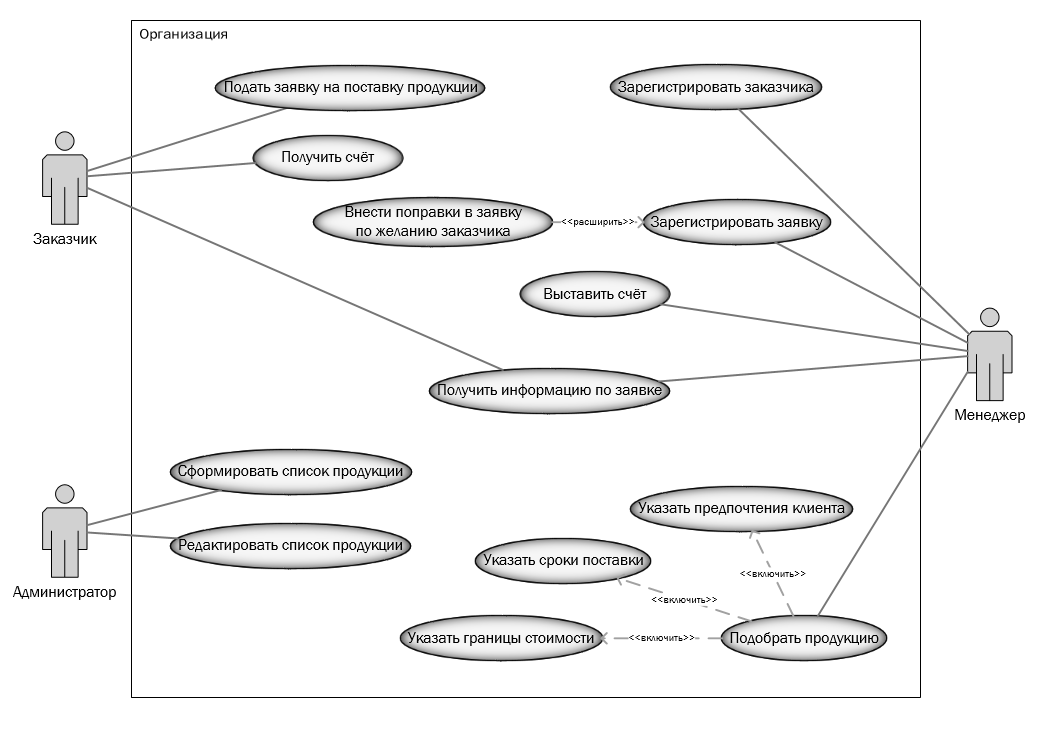 Организация
Подать заявку на поставку продукции
Зарегистрировать заказчика
Получить счёт
Заказчик
Внести поправки в заявку
по желанию заказчика
<<расширить>>
Зарегистрировать заявку
Выставить счёт
Получить информацию по заявке
Менеджер
Сформировать список продукции
Указать предпочтения клиента
Редактировать список продукции
Указать сроки поставки
<<включить>>
Администратор
<<включить>>
Указать границы стоимости
<<включить>>
Подобрать продукцию